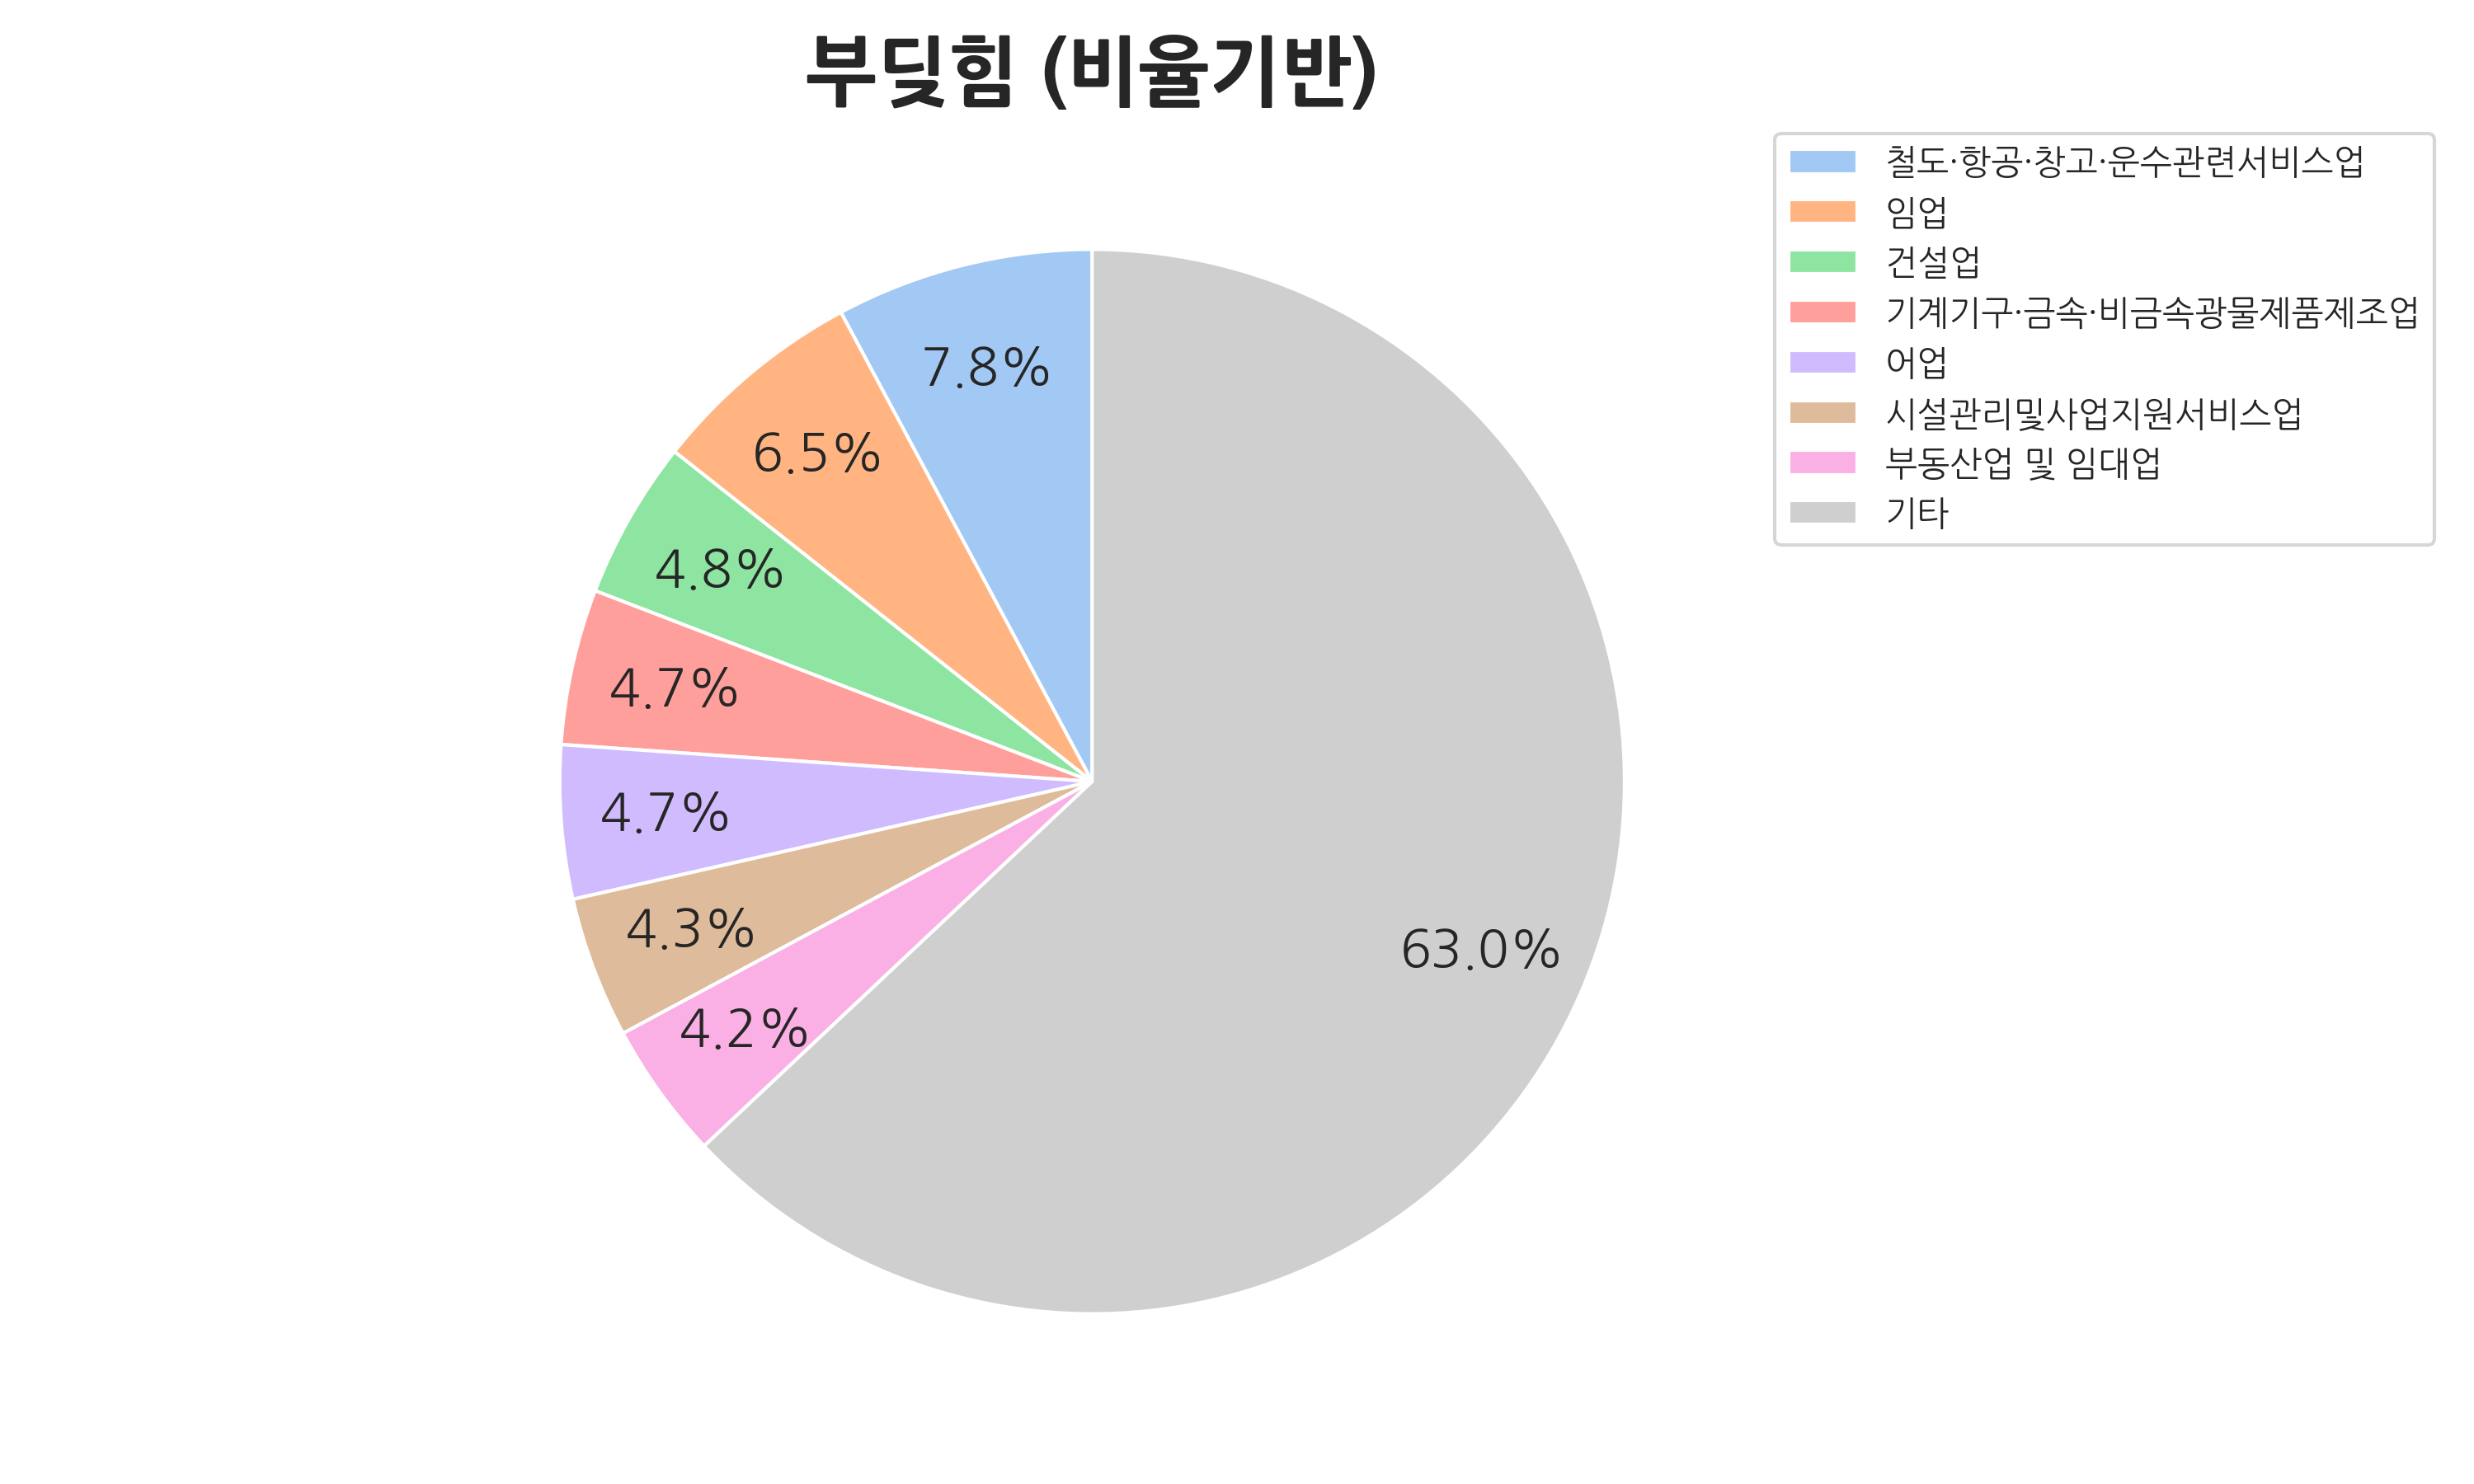 부딪힘 (비율기반)
철도·항공·창고·운수관련서비스업
임업
건설업
기계기구·금속·비금속광물제품제조업
어업
시설관리및사업지원서비스업
부동산업 및 임대업
기타
7.8%
6.5%
4.8%
4.7%
4.7%
4.3%
4.2%
63.0%